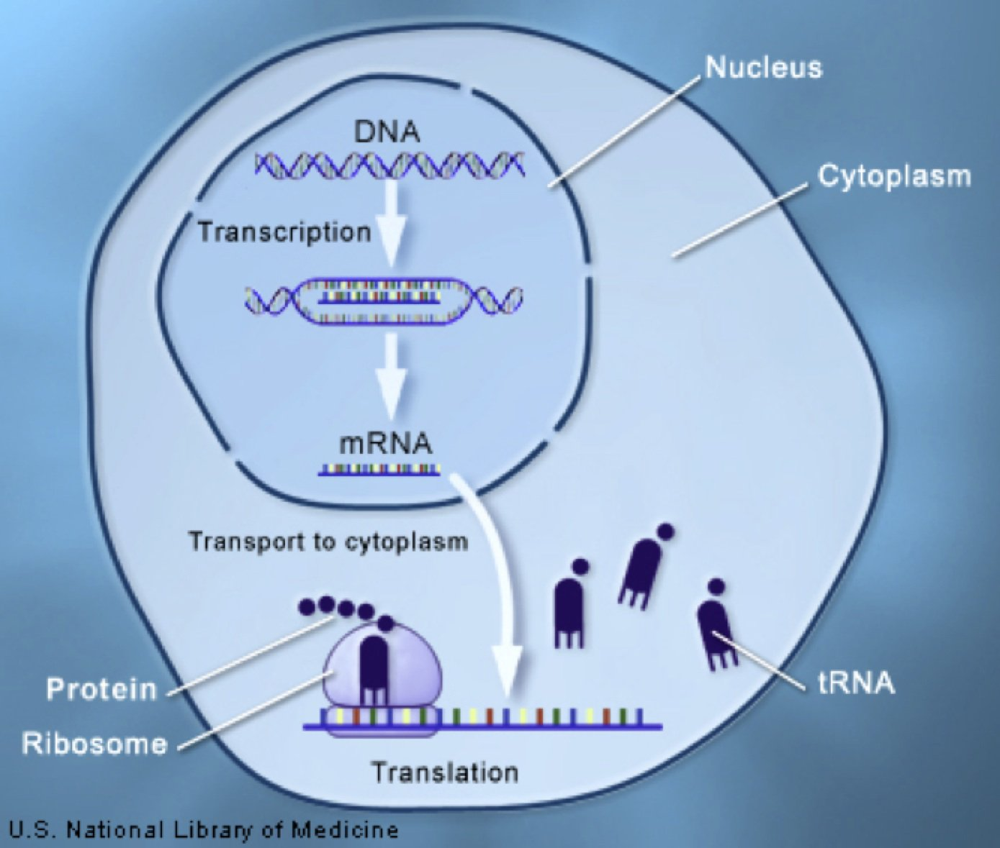 Nucleus
DNA
Cytoplasm
Transcription
mRNA
Transport to cytoplasm
Protein
tRNA
Ribosome
Translation
U.S. National Library of Medicine